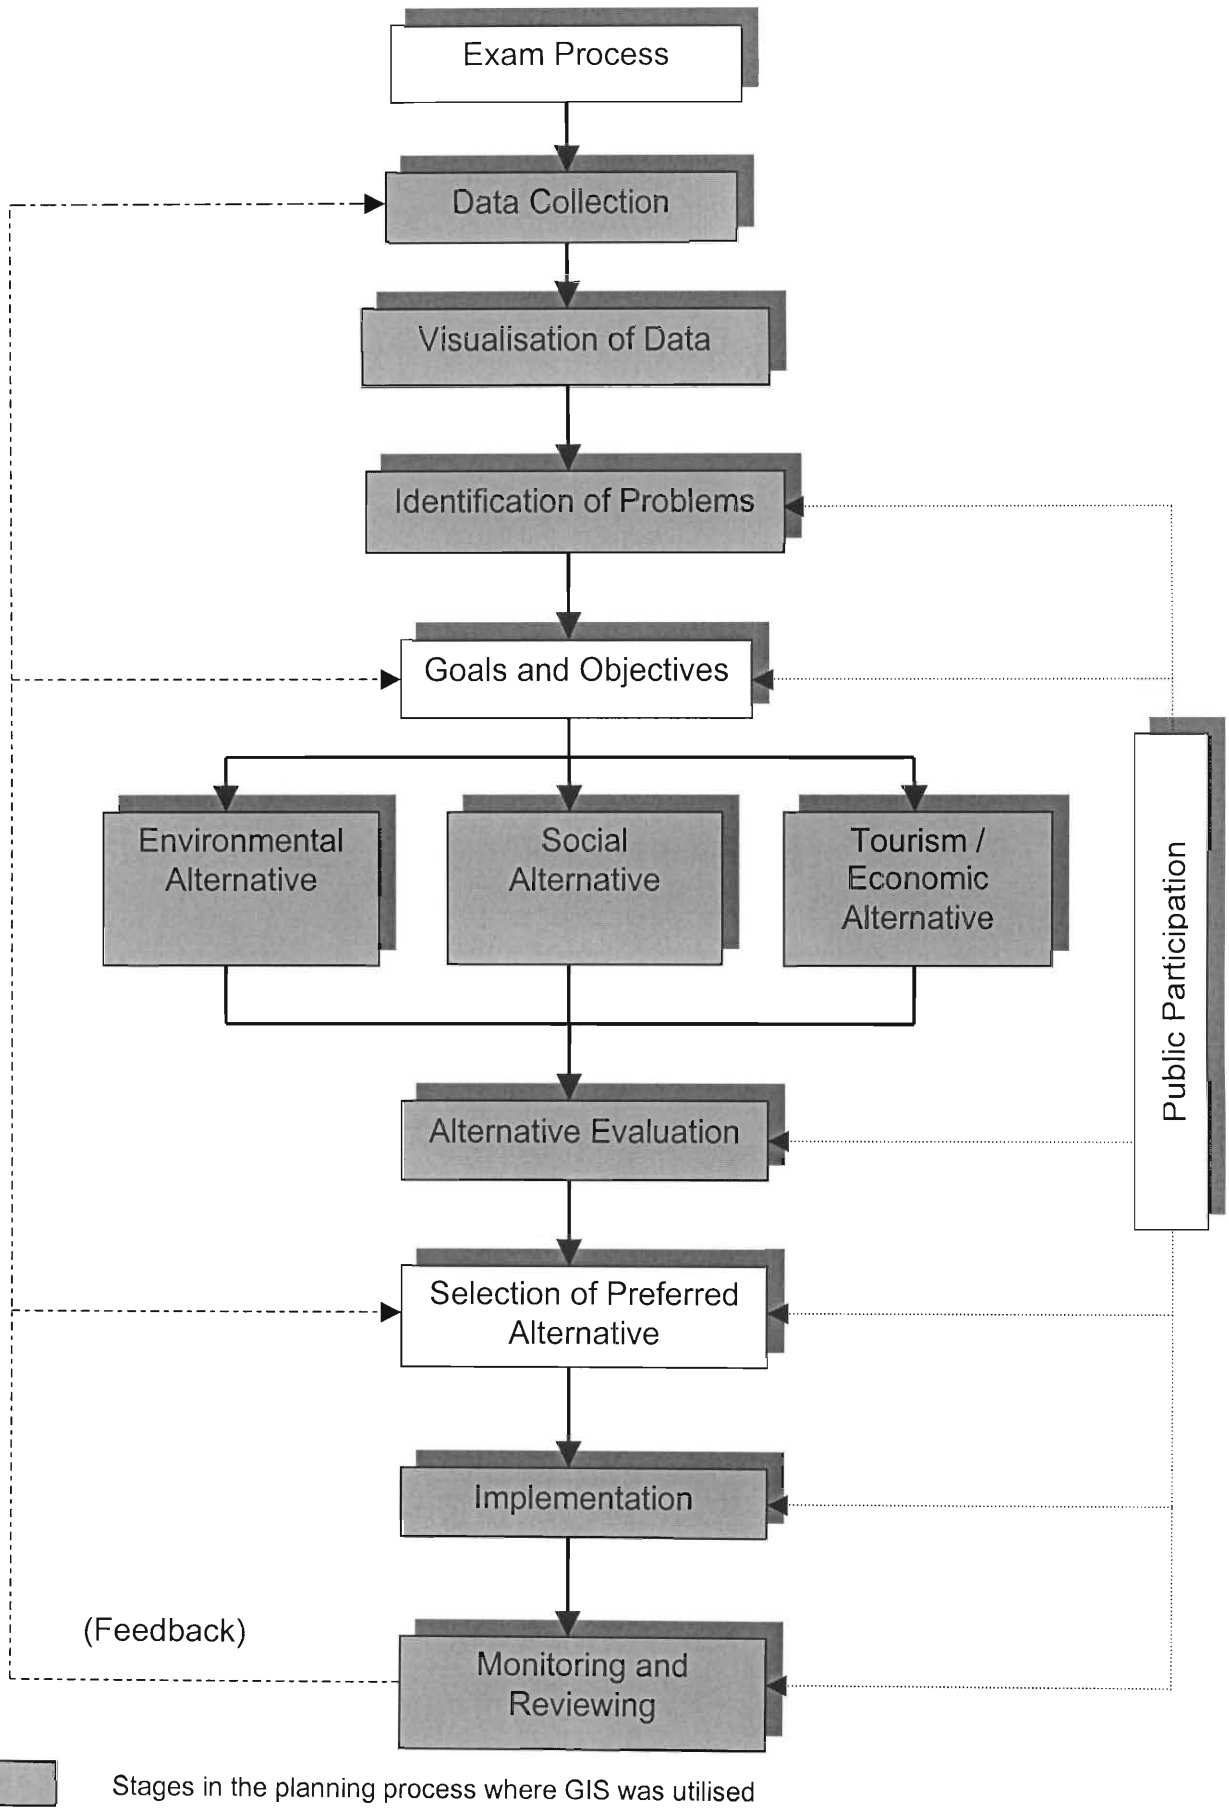 Exam Process
Data Collection
Visualisation of Data
Identification of Problems
Goals and Objectives
Environmental
Alternative
Social
Alternative
Tourism /
Economic
Alternative
Public Participation
Alternative Evaluation
Selection of Preferred
Alternative
Implementation
(Feedback)
Monitoring and
Reviewing
Stages in the planning process where GIS was utilised